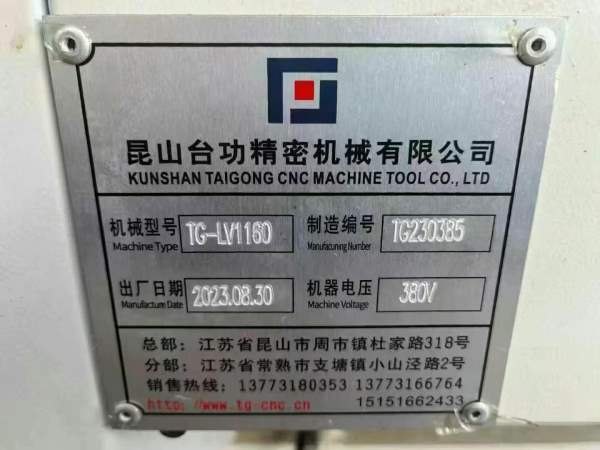 昆山台功精密机械有限公司
KUNSHAN TAIGONG CNC MACHINE TOOL CO., LTD
机械型号 TG-LV1160 制造编号 TG230385
Machine Type Manufacuring Number
出厂日期 2023.08.30 机器电压 380V
Manufacture Date Machine Voltage
总部：江苏省昆山市周市镇杜家路318号
分部：江苏省常熟市支塘镇小山泾路2号
销售热线：13773180353 13773166764
http://www.tg-cnc.cn 15151662433